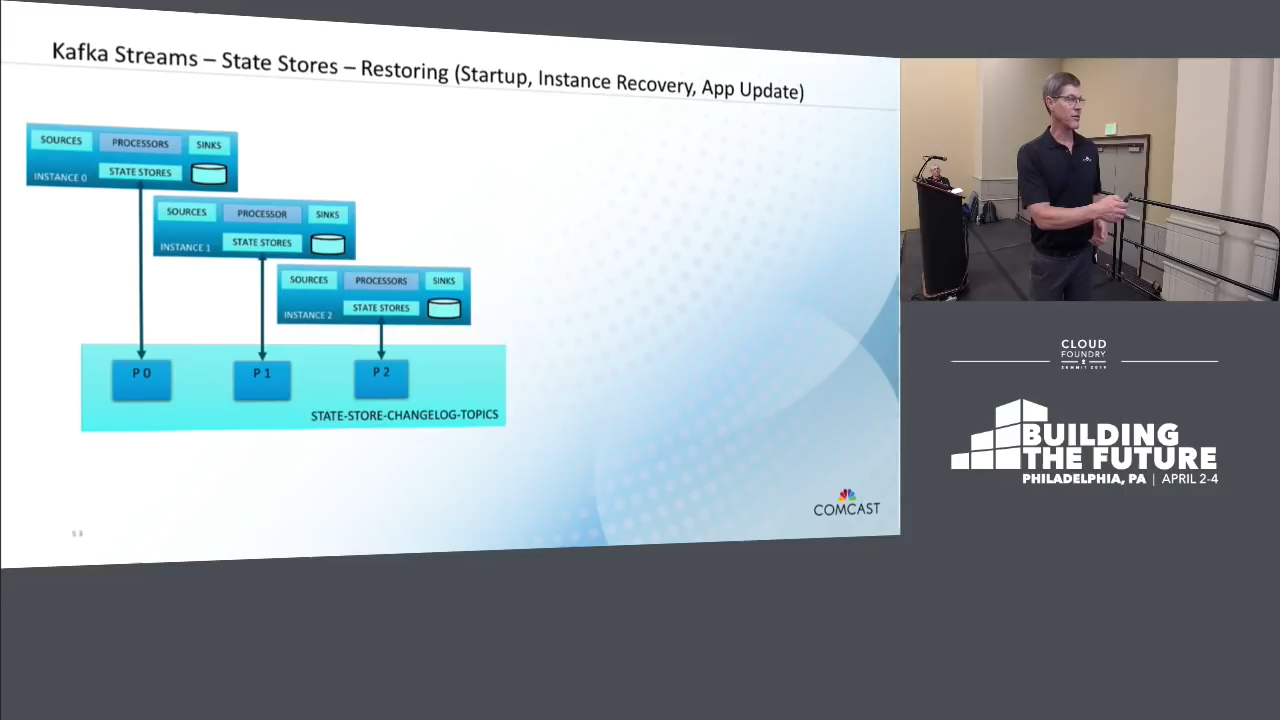 Kafka Streams – State Stores – Restoring (Startup, Instance Recovery, App Update)
SOURCES
PROCESSORS
SINKS
STATE STORES
INSTANCE 0
SOURCES
PROCESSOR
SINKS
STATE STORES
INSTANCE 1
SOURCES
PROCESSORS
SINKS
STATE STORES
INSTANCE 2
P 0
P 1
P 2
STATE-STORE-CHANGELOG-TOPICS
COMCAST
CLOUD
FOUNDRY
SUMMIT 2019
BUILDING
THE FUTURE
PHILADELPHIA, PA | APRIL 2-4